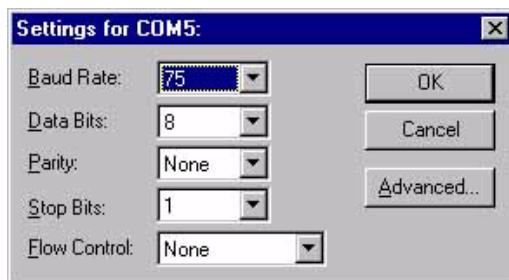 Settings for COM5:
Baud Rate: 75 OK
Data Bits: 8 Cancel
Parity: None Advanced...
Stop Bits: 1
Flow Control: None